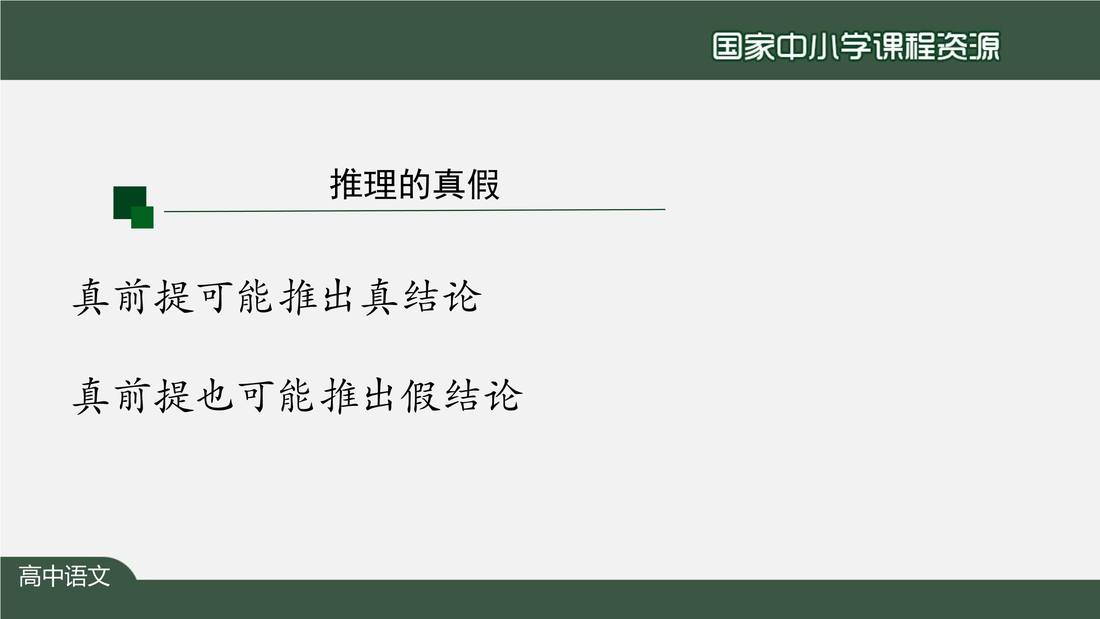 国家中小学课程资源
推理的真假
真前提可能推出真结论
真前提也可能推出假结论
高中语文